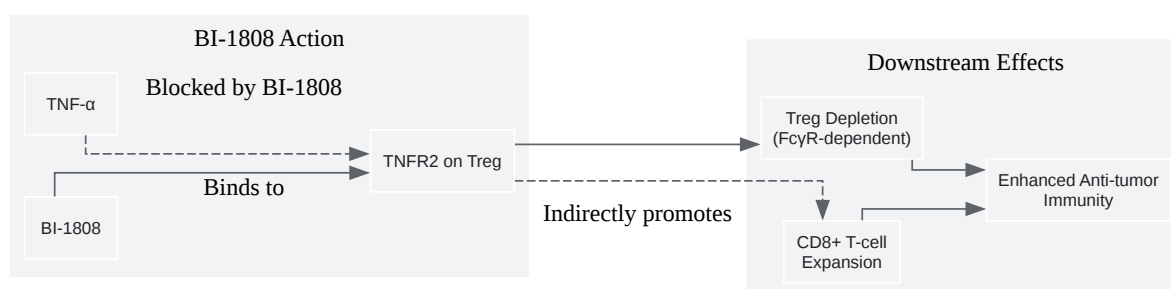 BI-1808 Action
Blocked by BI-1808
TNF-α
TNFR2 on Treg
Binds to
BI-1808
Indirectly promotes
Downstream Effects
Treg Depletion
(FcγR-dependent)
Enhanced Anti-tumor
Immunity
CD8+ T-cell
Expansion